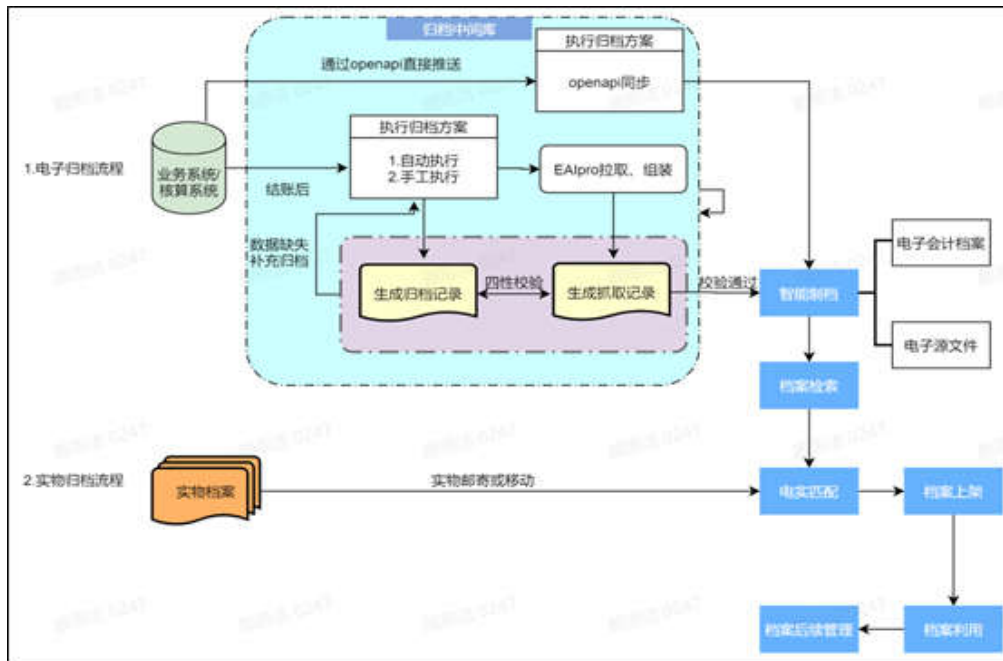 归档中间库
执行归档方案
通过openapi直接推送
openapi同步
执行归档方案
1.电子归档流程
业务系统/
核算系统
1.自动执行
2.手工执行
EAIpro拉取、组装
结账后
数据缺失
补充归档
电子会计档案
生成归档记录
四性校验
生成抓取记录
校验通过
智能制档
电子源文件
档案检索
2.实物归档流程
实物档案
实物邮寄或移动
电实匹配
档案上架
档案后续管理
档案利用